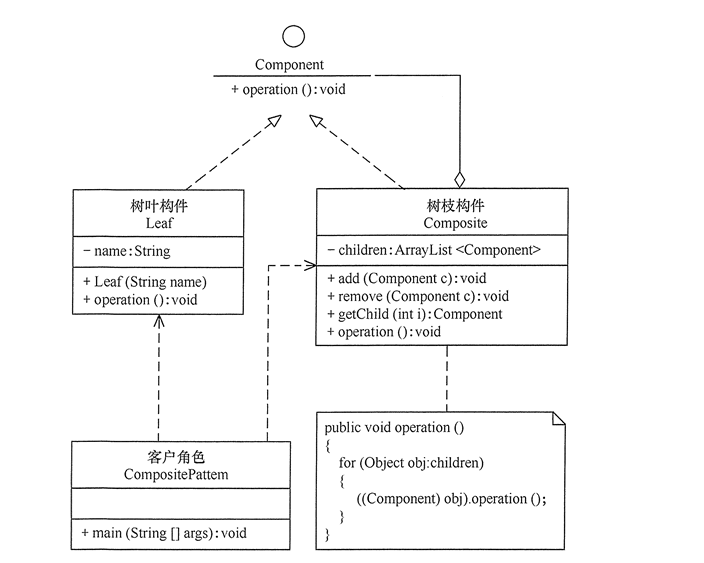 Component
+ operation ():void
树叶构件
Leaf
− name:String
+ Leaf (String name)
+ operation ():void
树枝构件
Composite
− children:ArrayList <Component>
+ add (Component c):void
+ remove (Component c):void
+ getChild (int i):Component
+ operation ():void
客户角色
CompositePattem
+ main (String [] args):void
public void operation ()
{
for (Object obj:children)
{
((Component) obj).operation ();
}
}